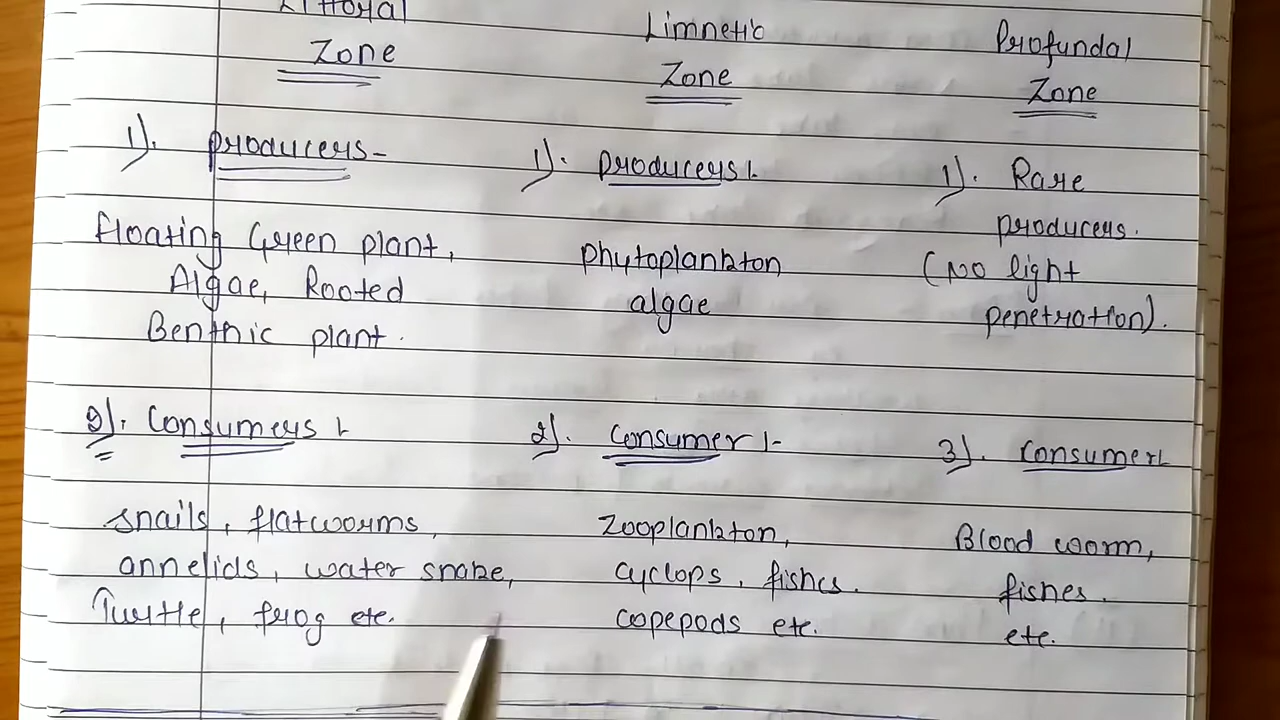 Littoral
Zone
1). producers-
Floating Green plant,
Algae, Rooted
Benthic plant.
2). Consumers :-
snails, flatworms,
annelids, water snake,
Turtle, frog etc.
Limnetic
Zone
1). producers :-
phytoplankton
algae
2). Consumer :-
Zooplankton,
cyclops, fishes.
copepods etc.
Profundal
Zone
1). Rare
producers.
(No light
penetration).
3). Consumer :-
Blood worm,
fishes.
etc.